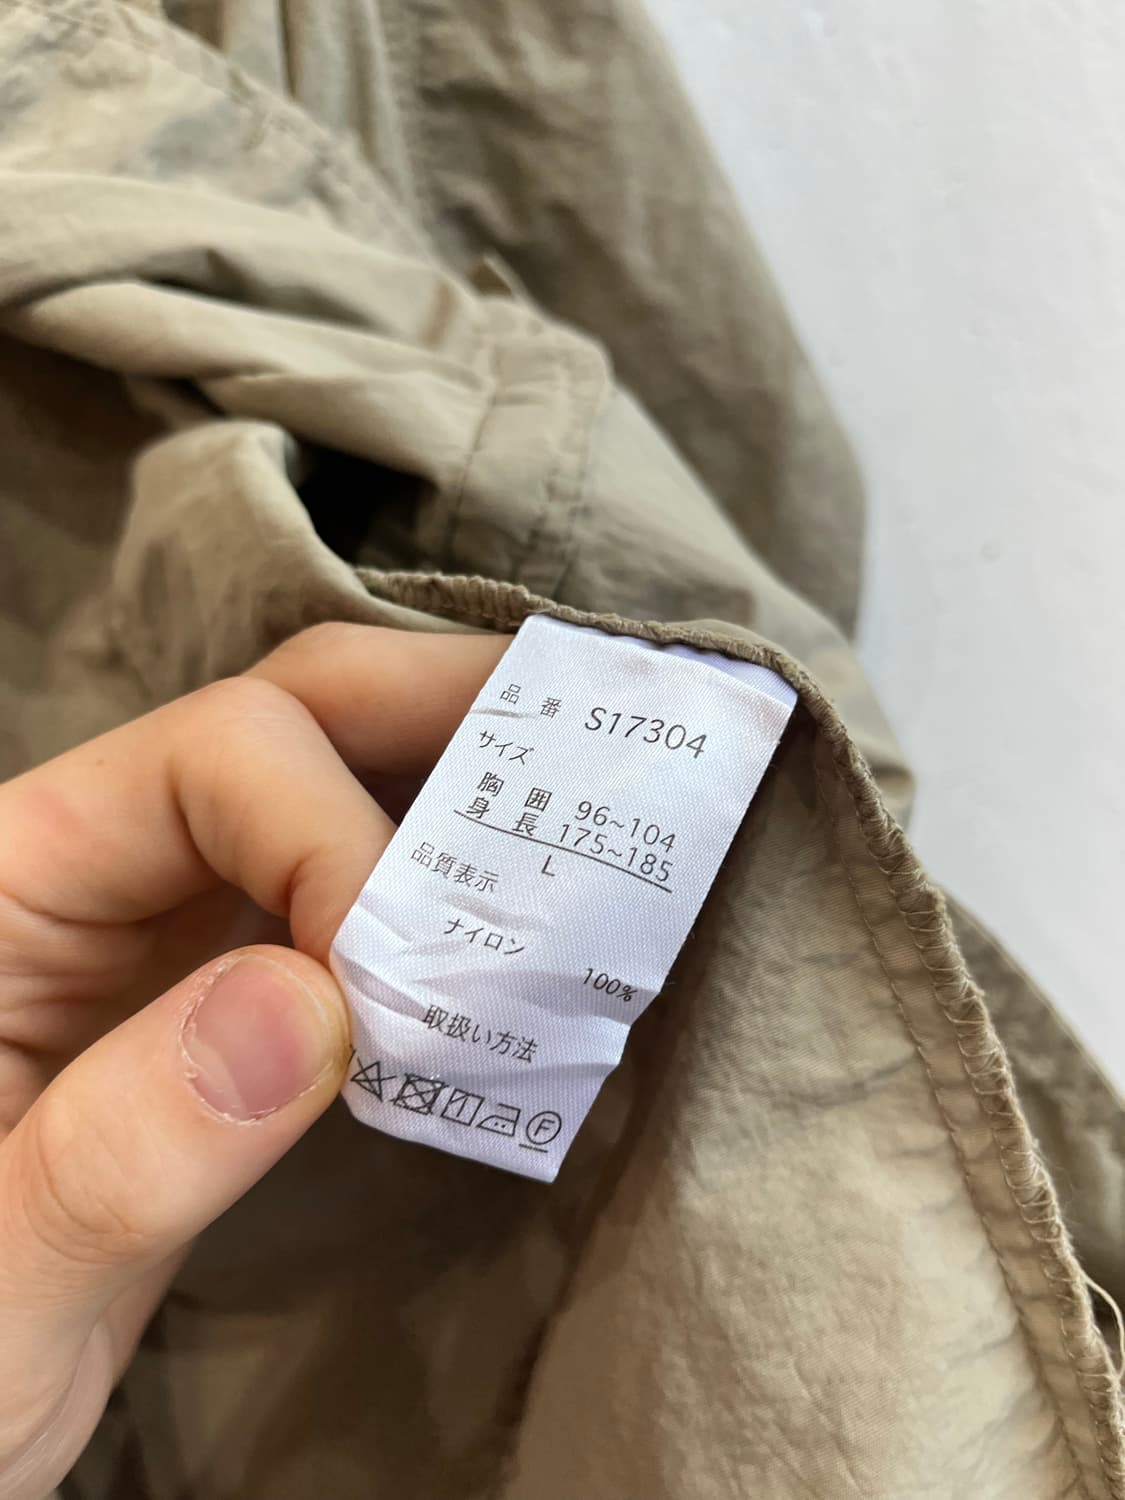 品 番 S17304
サイズ
胸 囲 96~104
身 長 175~185
L
品質表示
ナイロン
100%
取扱い方法
F